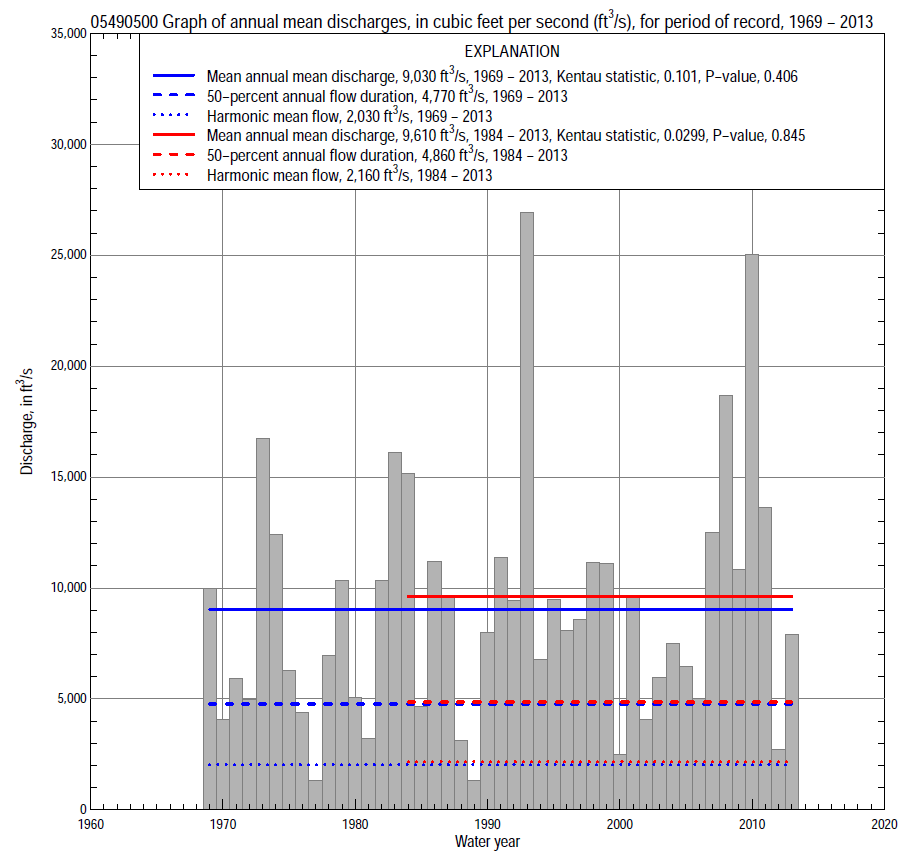 05490500 Graph of annual mean discharges, in cubic feet per second (ft³/s), for period of record, 1969 – 2013
EXPLANATION
Mean annual mean discharge, 9,030 ft³/s, 1969 – 2013, Kentau statistic, 0.101, P–value, 0.406
50–percent annual flow duration, 4,770 ft³/s, 1969 – 2013
Harmonic mean flow, 2,030 ft³/s, 1969 – 2013
Mean annual mean discharge, 9,610 ft³/s, 1984 – 2013, Kentau statistic, 0.0299, P–value, 0.845
50–percent annual flow duration, 4,860 ft³/s, 1984 – 2013
Harmonic mean flow, 2,160 ft³/s, 1984 – 2013
35,000
30,000
25,000
20,000
15,000
10,000
5,000
0
Discharge, in ft³/s
1960 1970 1980 1990 2000 2010 2020
Water year